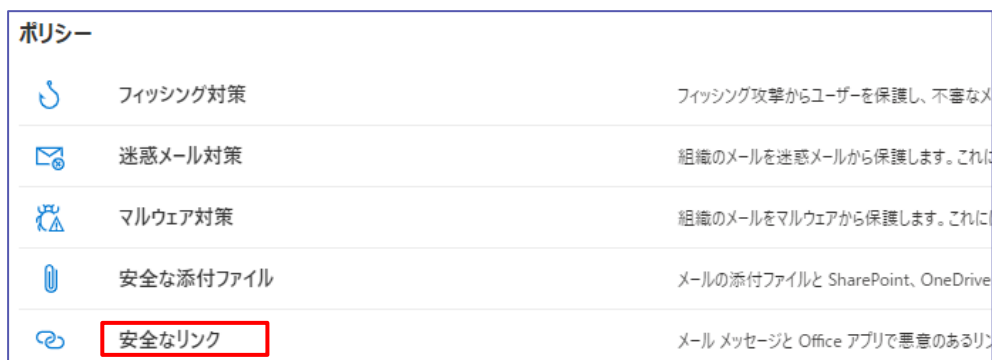 ポリシー
フィッシング対策 フィッシング攻撃からユーザーを保護し、不審な
迷惑メール対策 組織のメールを迷惑メールから保護します。これに
マルウェア対策 組織のメールをマルウェアから保護します。これに
安全な添付ファイル メールの添付ファイルと SharePoint、OneDrive
安全なリンク メール メッセージと Office アプリで悪意のあるリン